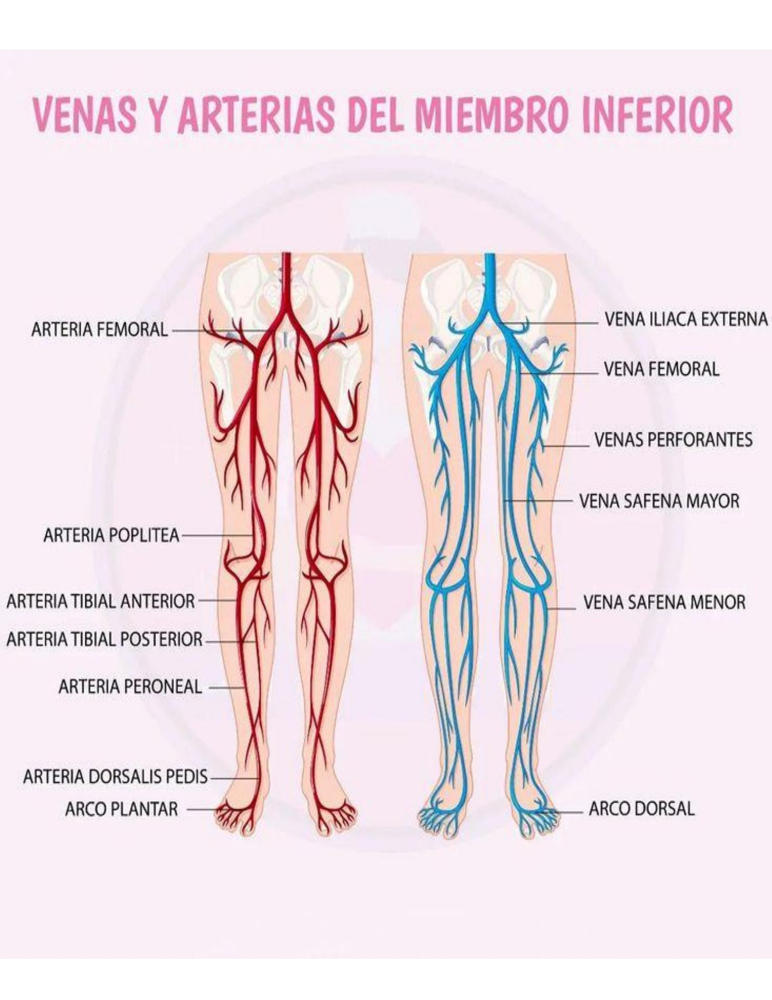 VENAS Y ARTERIAS DEL MIEMBRO INFERIOR
ARTERIA FEMORAL
ARTERIA POPLITEA
ARTERIA TIBIAL ANTERIOR
ARTERIA TIBIAL POSTERIOR
ARTERIA PERONEAL
ARTERIA DORSALIS PEDIS
ARCO PLANTAR
VENA ILIACA EXTERNA
VENA FEMORAL
VENAS PERFORANTES
VENA SAFENA MAYOR
VENA SAFENA MENOR
ARCO DORSAL